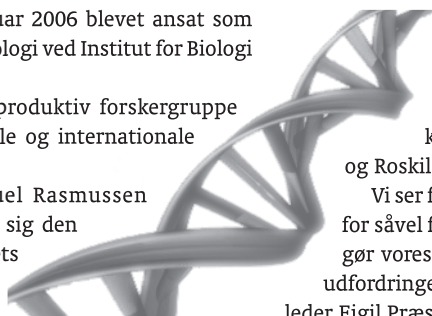 uar 2006 blevet ansat som
ologi ved Institut for Biologi
produktiv forskergruppe
le og internationale
uel Rasmussen
sig den
ts
k
og Roskil
Vi ser f
for såvel f
gør vores
udfordringe
leder Eigil Præs